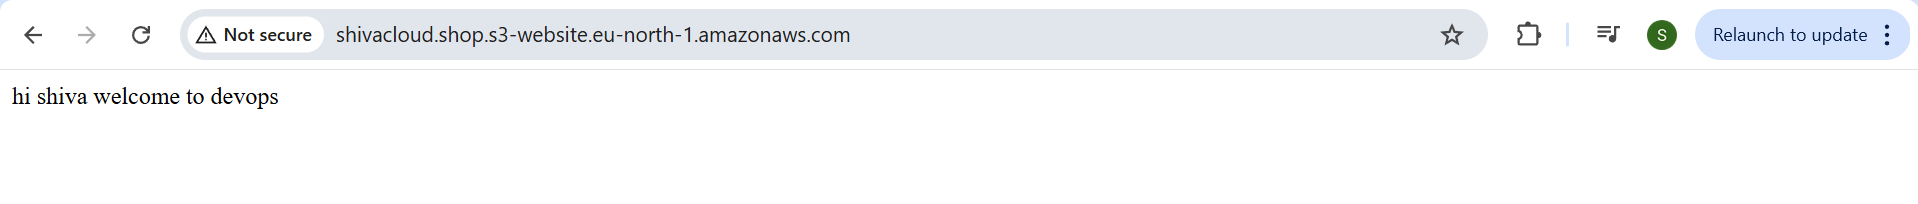 Not secure shivacloud.shop.s3-website.eu-north-1.amazonaws.com S Relaunch to update
hi shiva welcome to devops